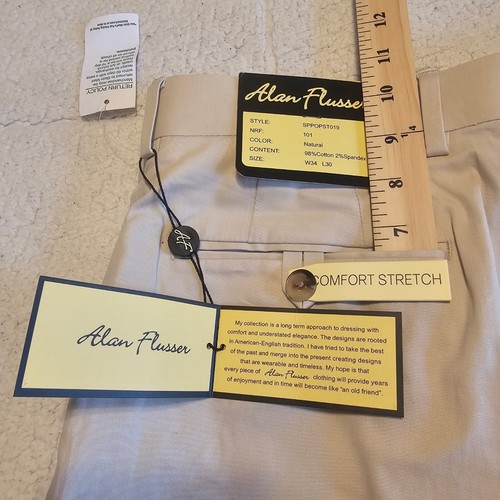 RETURN POLICY
Alan Flusser
STYLE: SPPOPST019
NRF: 101
COLOR: Natural
CONTENT: 98%Cotton 2%Spandex
SIZE: W34 L30
12
11
10
9
8
7
1/4
AF
COMFORT STRETCH
Alan Flusser
My collection is a long term approach to dressing with
comfort and understated elegance. The designs are rooted
in American-English tradition. I have tried to take the best
of the past and merge into the present creating designs
that are wearable and timeless. My hope is that
every piece of Alan Flusser clothing will provide years
of enjoyment and in time will become like "an old friend".